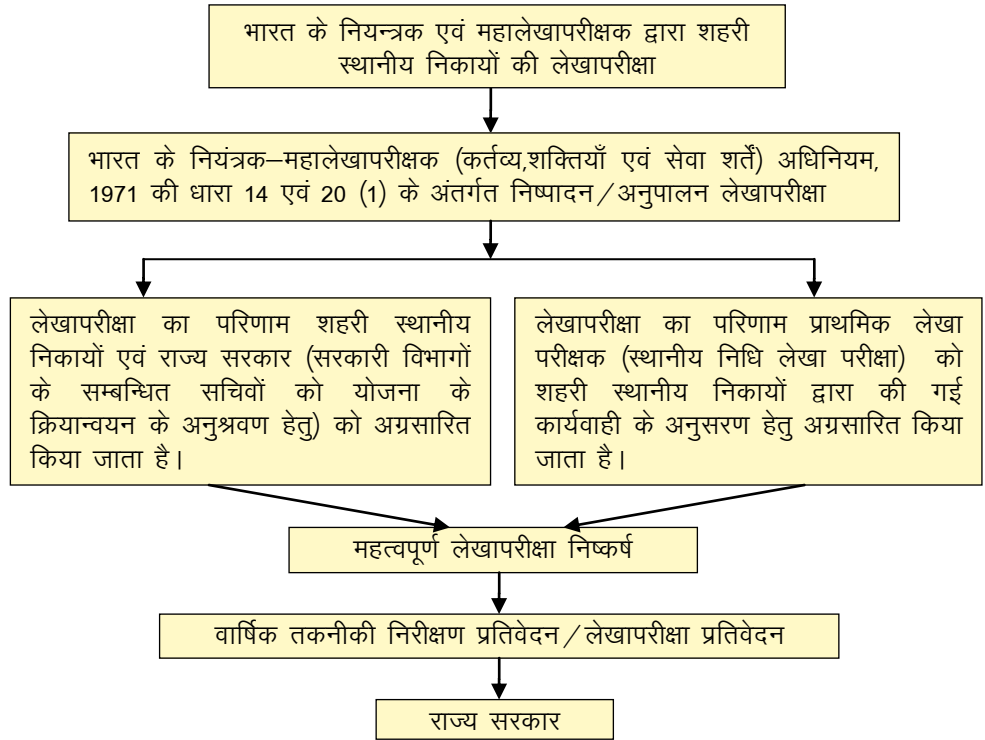 भारत के नियन्त्रक एवं महालेखापरीक्षक द्वारा शहरी
स्थानीय निकायों की लेखापरीक्षा
भारत के नियंत्रक–महालेखापरीक्षक (कर्तव्य,शक्तियाँ एवं सेवा शर्तें) अधिनियम,
1971 की धारा 14 एवं 20 (1) के अंतर्गत निष्पादन/अनुपालन लेखापरीक्षा
लेखापरीक्षा का परिणाम शहरी स्थानीय
निकायों एवं राज्य सरकार (सरकारी विभागों
के सम्बन्धित सचिवों को योजना के
क्रियान्वयन के अनुश्रवण हेतु) को अग्रसारित
किया जाता है।
लेखापरीक्षा का परिणाम प्राथमिक लेखा
परीक्षक (स्थानीय निधि लेखा परीक्षा) को
शहरी स्थानीय निकायों द्वारा की गई
कार्यवाही के अनुसरण हेतु अग्रसारित किया
जाता है।
महत्वपूर्ण लेखापरीक्षा निष्कर्ष
वार्षिक तकनीकी निरीक्षण प्रतिवेदन/लेखापरीक्षा प्रतिवेदन
राज्य सरकार